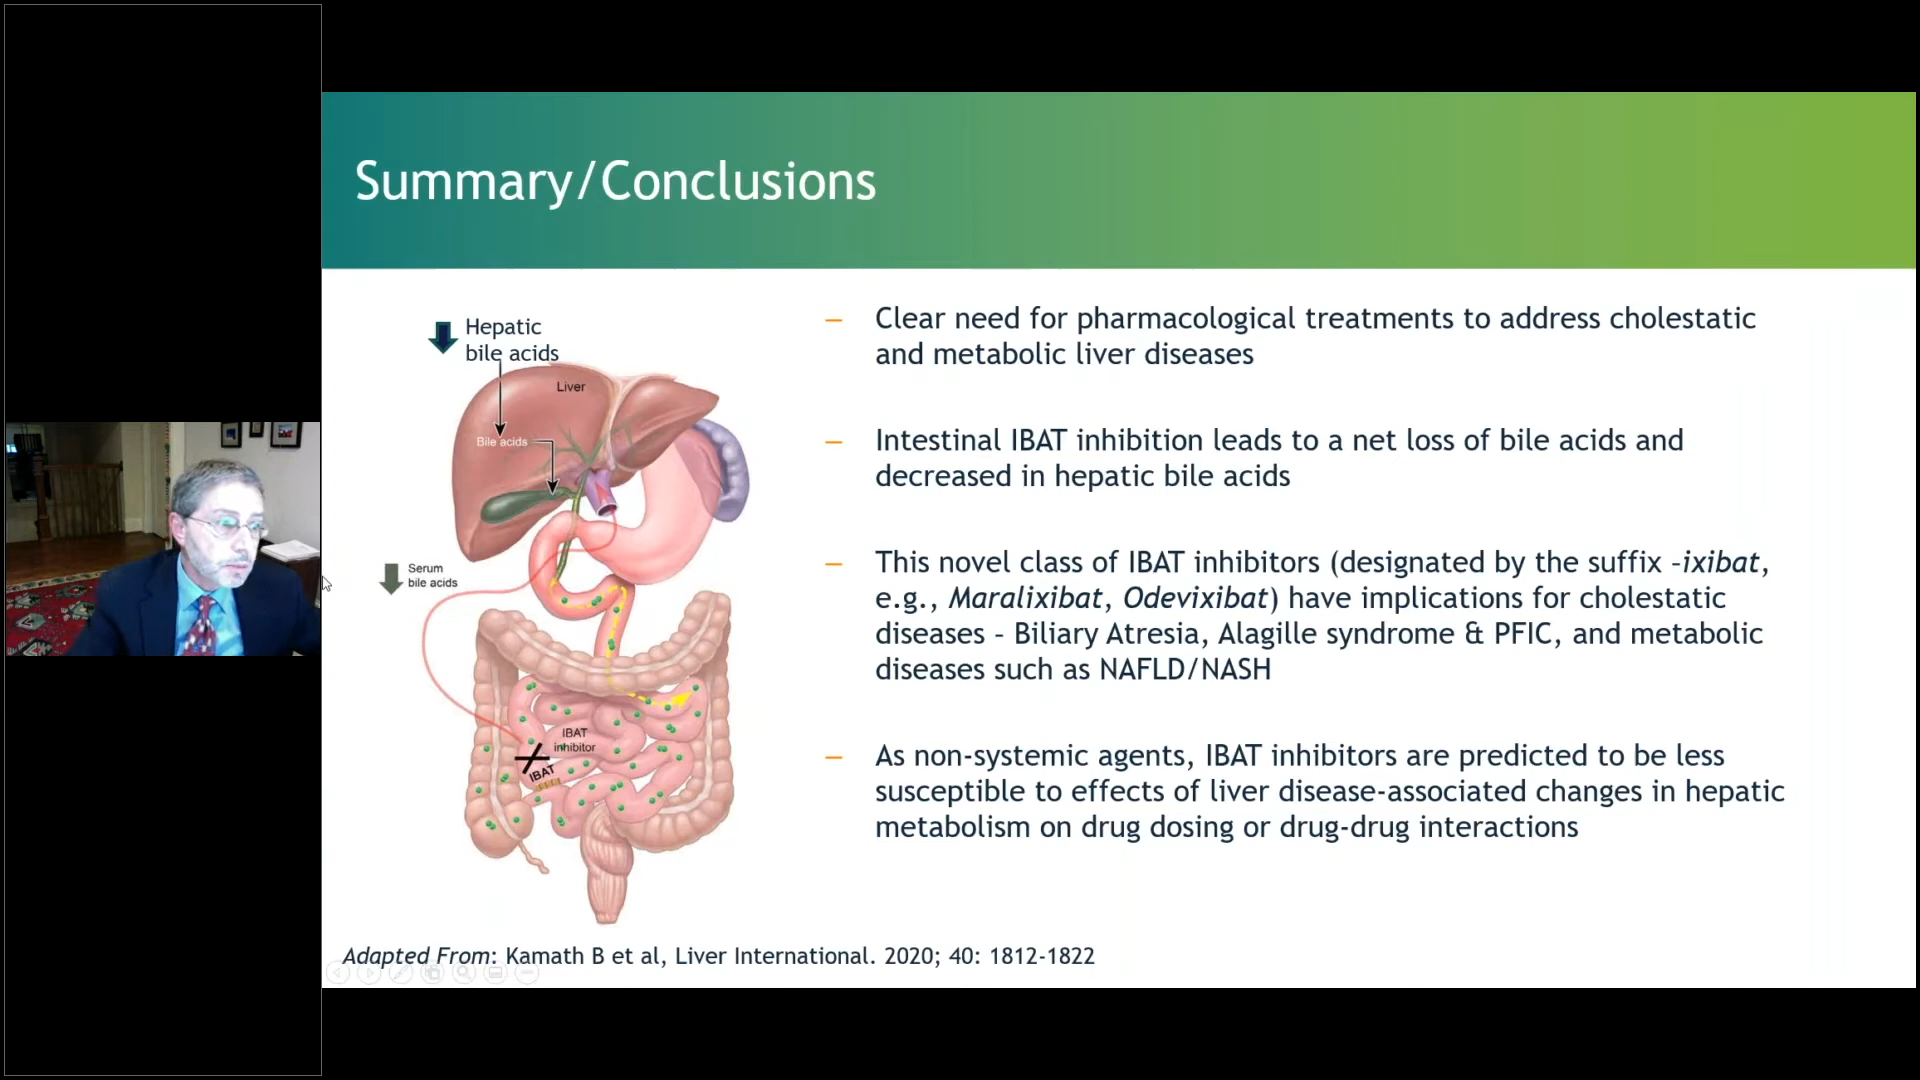 Summary/Conclusions
Hepatic
bile acids
Liver
Bile acids
Serum
bile acids
IBAT
inhibitor
IBAT
– Clear need for pharmacological treatments to address cholestatic
and metabolic liver diseases
– Intestinal IBAT inhibition leads to a net loss of bile acids and
decreased in hepatic bile acids
– This novel class of IBAT inhibitors (designated by the suffix –ixibat,
e.g., Maralixibat, Odevixibat) have implications for cholestatic
diseases – Biliary Atresia, Alagille syndrome & PFIC, and metabolic
diseases such as NAFLD/NASH
– As non-systemic agents, IBAT inhibitors are predicted to be less
susceptible to effects of liver disease-associated changes in hepatic
metabolism on drug dosing or drug-drug interactions
Adapted From: Kamath B et al, Liver International. 2020; 40: 1812-1822